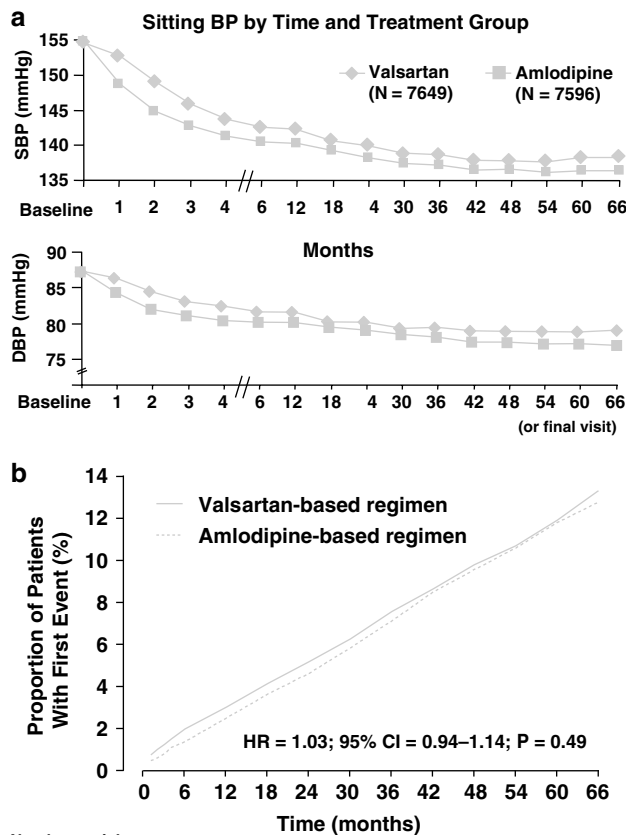 a
Sitting BP by Time and Treatment Group
155
150
145
140
135
SBP (mmHg)
Valsartan
(N = 7649)
Amlodipine
(N = 7596)
Baseline 1 2 3 4 6 12 18 24 30 36 42 48 54 60 66
Months
90
85
80
75
DBP (mmHg)
Baseline 1 2 3 4 6 12 18 4 30 36 42 48 54 60 66
(or final visit)
b
14
12
10
8
6
4
2
0
Proportion of Patients
With First Event (%)
Valsartan-based regimen
Amlodipine-based regimen
HR = 1.03; 95% CI = 0.94–1.14; P = 0.49
0 6 12 18 24 30 36 42 48 54 60 66
Time (months)